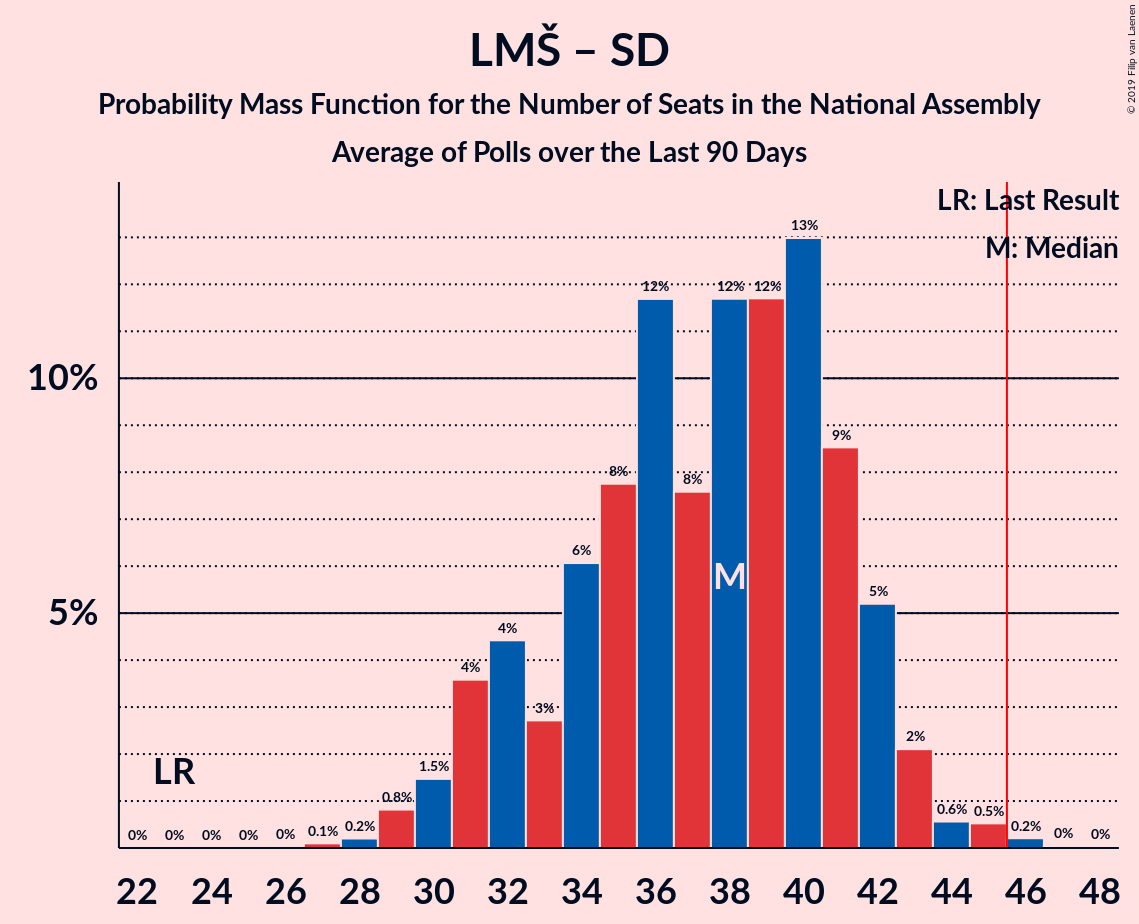 LMŠ – SD
Probability Mass Function for the Number of Seats in the National Assembly
Average of Polls over the Last 90 Days
© 2019 Filip van Laenen
LR: Last Result
M: Median
13%
12% 12% 12%
10%
9%
8% 8%
6%
M
5%
5%
4%
4%
3%
2%
LR
1.5%
0.8% 0.6% 0.5%
0% 0% 0% 0% 0% 0.1% 0.2% 0.2% 0% 0%
22 24 26 28 30 32 34 36 38 40 42 44 46 48